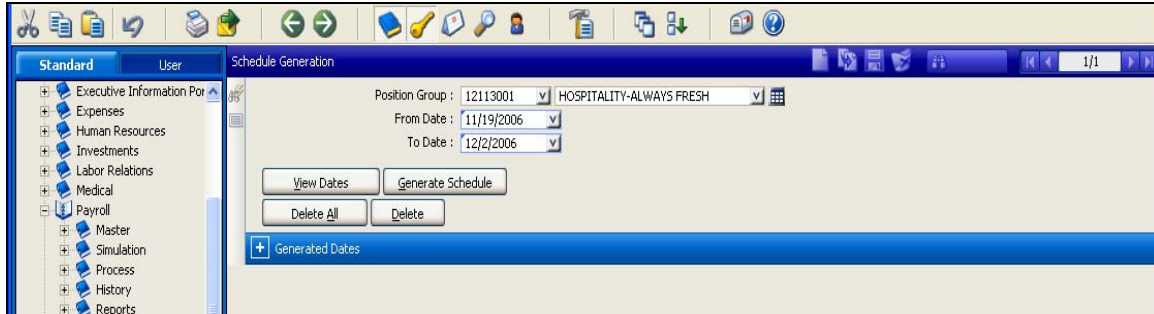 Standard User
Schedule Generation
1/1
Executive Information Por
Expenses
Human Resources
Investments
Labor Relations
Medical
Payroll
Master
Simulation
Process
History
Reports
Position Group : 12113001 HOSPITALITY-ALWAYS FRESH
From Date : 11/19/2006
To Date : 12/2/2006
View Dates Generate Schedule
Delete All Delete
Generated Dates